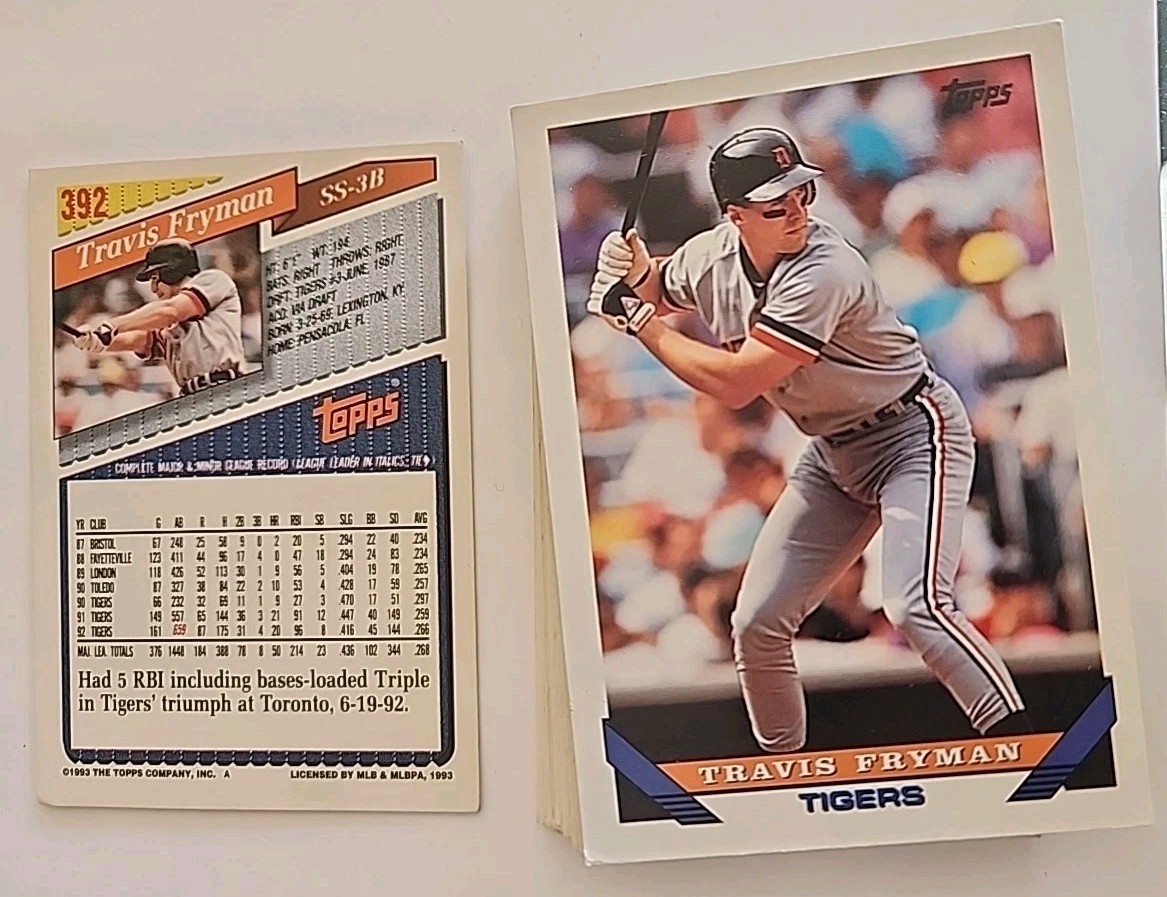 392
Travis Fryman
SS-3B
HT: 6'1" WT: 194
BATS: RIGHT THROWS: RIGHT
DRFT: TIGERS #3-JUNE, 1987
ACQ: VIA DRAFT
BORN: 3-25-69, LEXINGTON, KY
HOME: PENSACOLA, FL
topps
COMPLETE MAJOR & MINOR LEAGUE RECORD (LEAGUE LEADER IN ITALICS, TIE ♦)
YR CLUB G AB R H 2B 3B HR RBI SB SLG BB SO AVG
87 BRISTOL 67 248 25 58 9 0 2 20 5 .294 22 40 .234
88 FAYETTEVILLE 123 411 44 96 17 4 0 47 18 .294 24 83 .234
89 LONDON 118 426 52 113 30 1 9 56 5 .404 19 78 .265
90 TOLEDO 87 327 38 84 22 2 10 53 4 .428 17 59 .257
90 TIGERS 66 232 32 69 11 1 9 27 3 .470 17 51 .297
91 TIGERS 149 557 65 144 36 3 21 91 12 .447 40 149 .259
92 TIGERS 161 659 87 175 31 4 20 96 8 .416 45 144 .266
MAJ. LEA. TOTALS 376 1448 184 388 78 8 50 214 23 .436 102 344 .268
Had 5 RBI including bases-loaded Triple
in Tigers' triumph at Toronto, 6-19-92.
©1993 THE TOPPS COMPANY, INC. A
LICENSED BY MLB & MLBPA, 1993
topps
TRAVIS FRYMAN
TIGERS